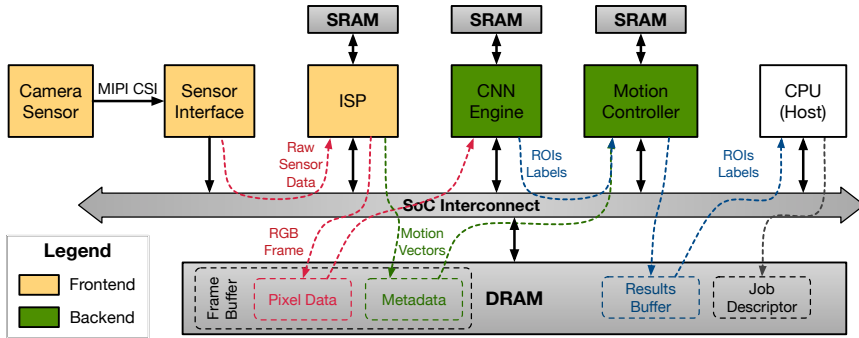 SRAM
SRAM
SRAM
Camera
Sensor
MIPI CSI
Sensor
Interface
ISP
CNN
Engine
Motion
Controller
CPU
(Host)
Raw
Sensor
Data
ROIs
Labels
ROIs
Labels
SoC Interconnect
RGB
Frame
Motion
Vectors
Legend
Frontend
Backend
Frame
Buffer
Pixel Data
Metadata
DRAM
Results
Buffer
Job
Descriptor